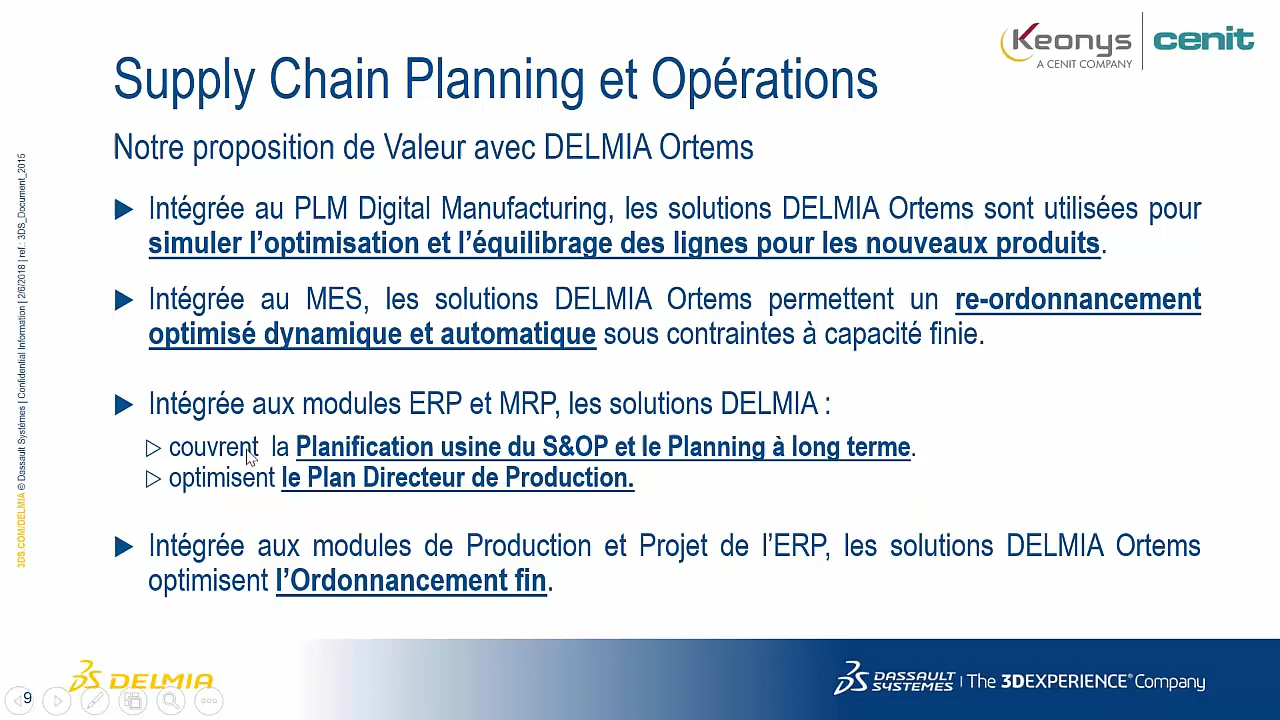 Keonys
A CENIT COMPANY
cenit
Supply Chain Planning et Opérations
Notre proposition de Valeur avec DELMIA Ortems
Intégrée au PLM Digital Manufacturing, les solutions DELMIA Ortems sont utilisées pour
simuler l’optimisation et l’équilibrage des lignes pour les nouveaux produits.
Intégrée au MES, les solutions DELMIA Ortems permettent un re-ordonnancement
optimisé dynamique et automatique sous contraintes à capacité finie.
Intégrée aux modules ERP et MRP, les solutions DELMIA :
couvrent la Planification usine du S&OP et le Planning à long terme.
optimisent le Plan Directeur de Production.
Intégrée aux modules de Production et Projet de l’ERP, les solutions DELMIA Ortems
optimisent l’Ordonnancement fin.
3DS.COM/DELMIA © Dassault Systèmes | Confidential Information | 2/6/2018 | ref.: 3DS_Document_2015
9
DELMIA
DASSAULT
SYSTEMES
The 3DEXPERIENCE® Company